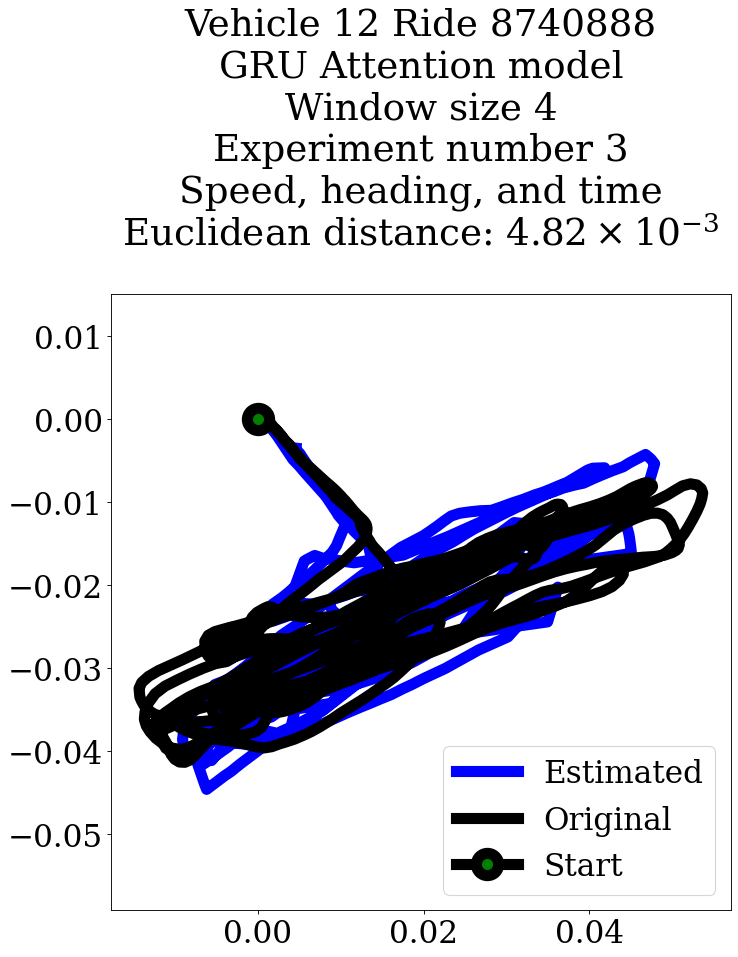 Vehicle 12 Ride 8740888
GRU Attention model
Window size 4
Experiment number 3
Speed, heading, and time
Euclidean distance: 4.82 × 10⁻³
0.01
0.00
−0.01
−0.02
−0.03
−0.04
−0.05
Estimated
Original
Start
0.00 0.02 0.04